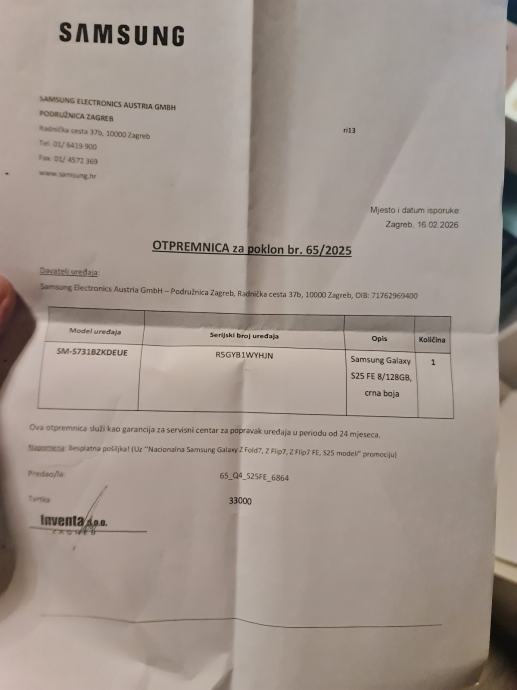 SAMSUNG
SAMSUNG ELECTRONICS AUSTRIA GMBH
PODRUŽNICA ZAGREB
Radnička cesta 37b, 10000 Zagreb
Tel. 01/ 6419 900
Fax. 01/ 4572 369
www.samsung.hr
ri13
Mjesto i datum isporuke
Zagreb, 16.02.2026
OTPREMNICA za poklon br. 65/2025
Davatelj uređaja:
Samsung Electronics Austria GmbH – Podružnica Zagreb, Radnička cesta 37b, 10000 Zagreb, OIB: 71762969400
Model uređaja Serijski broj uređaja Opis Količina
SM-S731BZKDEUE R5GYB1WYHJN Samsung Galaxy 1
S25 FE 8/128GB,
crna boja
Ova otpremnica služi kao garancija za servisni centar za popravak uređaja u periodu od 24 mjeseca.
Napomena: Besplatna pošiljka! (Uz "Nacionalna Samsung Galaxy Z Fold7, Z Flip7, Z Flip7 FE, S25 modeli" promociju)
65_Q4_S25FE_6864
Tvrtka
33000
Inventa d.o.o.
ZAGREB